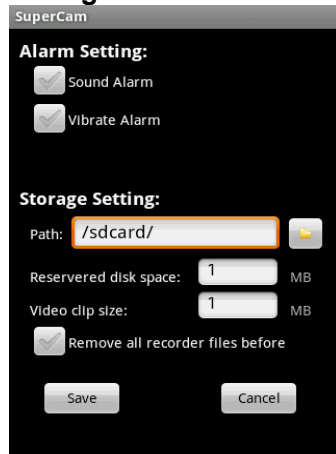 SuperCam
Alarm Setting:
Sound Alarm
Vibrate Alarm
Storage Setting:
Path: /sdcard/
Reservered disk space: 1 MB
Video clip size: 1 MB
Remove all recorder files before
Save Cancel